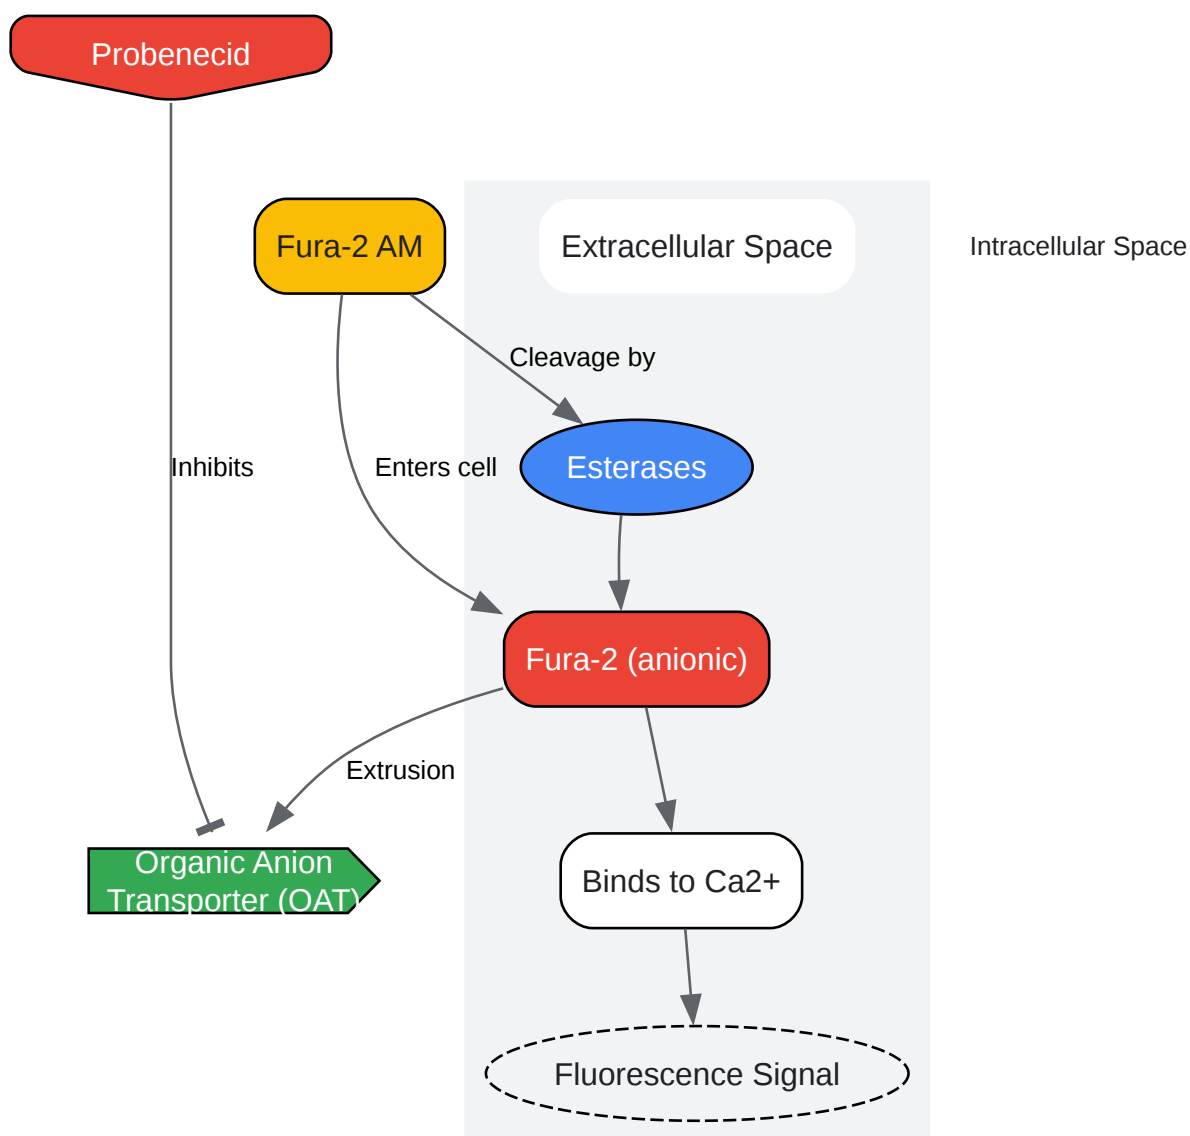 Probenecid
Fura-2 AM
Extracellular Space
Intracellular Space
Cleavage by
Inhibits
Enters cell
Esterases
Fura-2 (anionic)
Extrusion
Organic Anion
Transporter (OAT)
Binds to Ca2+
Fluorescence Signal